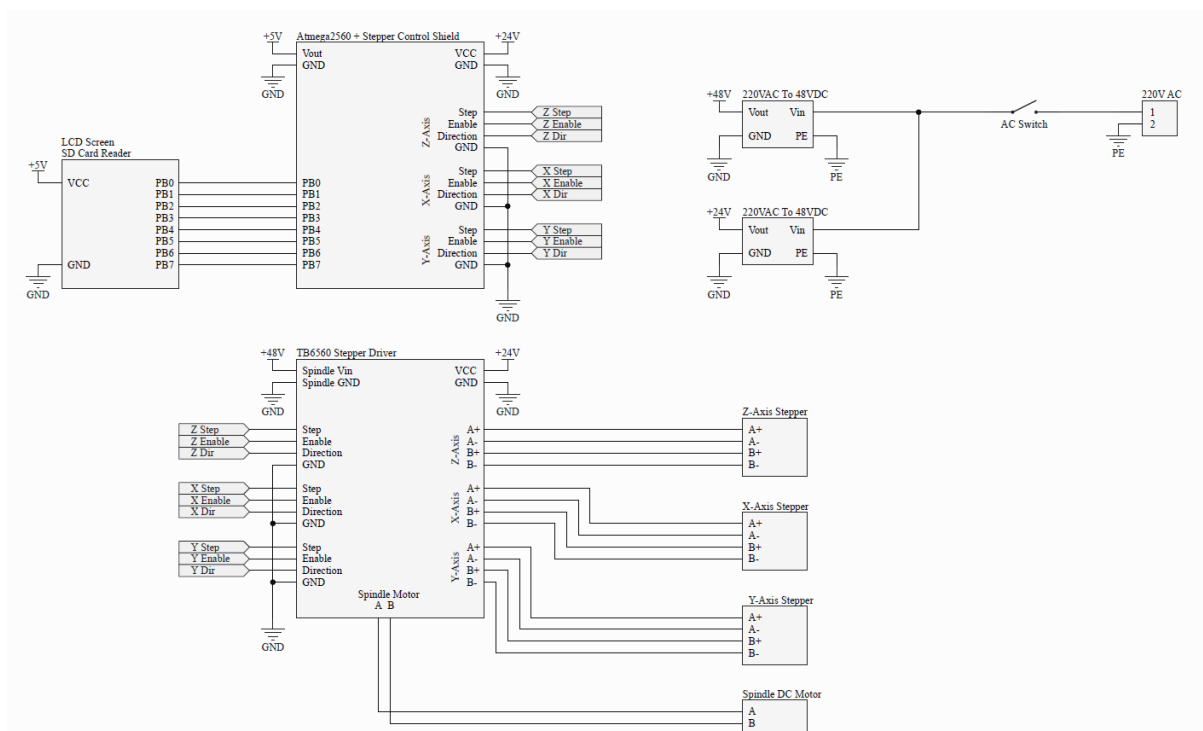 +5V
Atmega2560 + Stepper Control Shield
+24V
Vout
GND
VCC
GND
GND
GND
Step
Enable
Direction
GND
Z-Axis
Z Step
Z Enable
Z Dir
Step
Enable
Direction
GND
X-Axis
X Step
X Enable
X Dir
Step
Enable
Direction
GND
Y-Axis
Y Step
Y Enable
Y Dir
GND
PB0
PB1
PB2
PB3
PB4
PB5
PB6
PB7
LCD Screen
SD Card Reader
+5V
VCC
GND
GND
PB0
PB1
PB2
PB3
PB4
PB5
PB6
PB7
+48V
220VAC To 48VDC
Vout Vin
GND PE
GND
PE
AC Switch
220V AC
1
2
PE
+24V
220VAC To 48VDC
Vout Vin
GND PE
GND
PE
+48V
TB6560 Stepper Driver
+24V
Spindle Vin
Spindle GND
VCC
GND
GND
GND
Z Step
Z Enable
Z Dir
Step
Enable
Direction
GND
X Step
X Enable
X Dir
Step
Enable
Direction
GND
Y Step
Y Enable
Y Dir
Step
Enable
Direction
GND
GND
Z-Axis
A+
A-
B+
B-
X-Axis
A+
A-
B+
B-
Y-Axis
A+
A-
B+
B-
Spindle Motor
A B
Z-Axis Stepper
A+
A-
B+
B-
X-Axis Stepper
A+
A-
B+
B-
Y-Axis Stepper
A+
A-
B+
B-
Spindle DC Motor
A
B